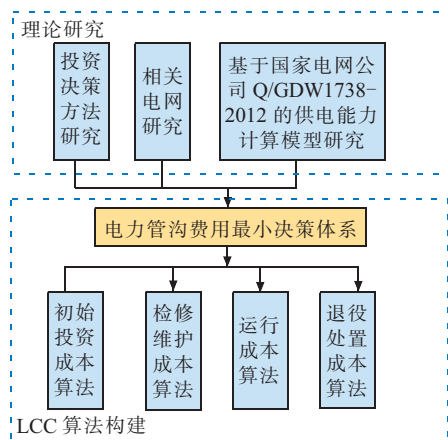 理论研究
投资
决策
方法
研究
相关
电网
研究
基于国家电网公
司 Q/GDW1738-
2012 的供电能力
计算模型研究
电力管沟费用最小决策体系
初始
投资
成本
算法
检修
维护
成本
算法
运行
成本
算法
退役
处置
成本
算法
LCC 算法构建